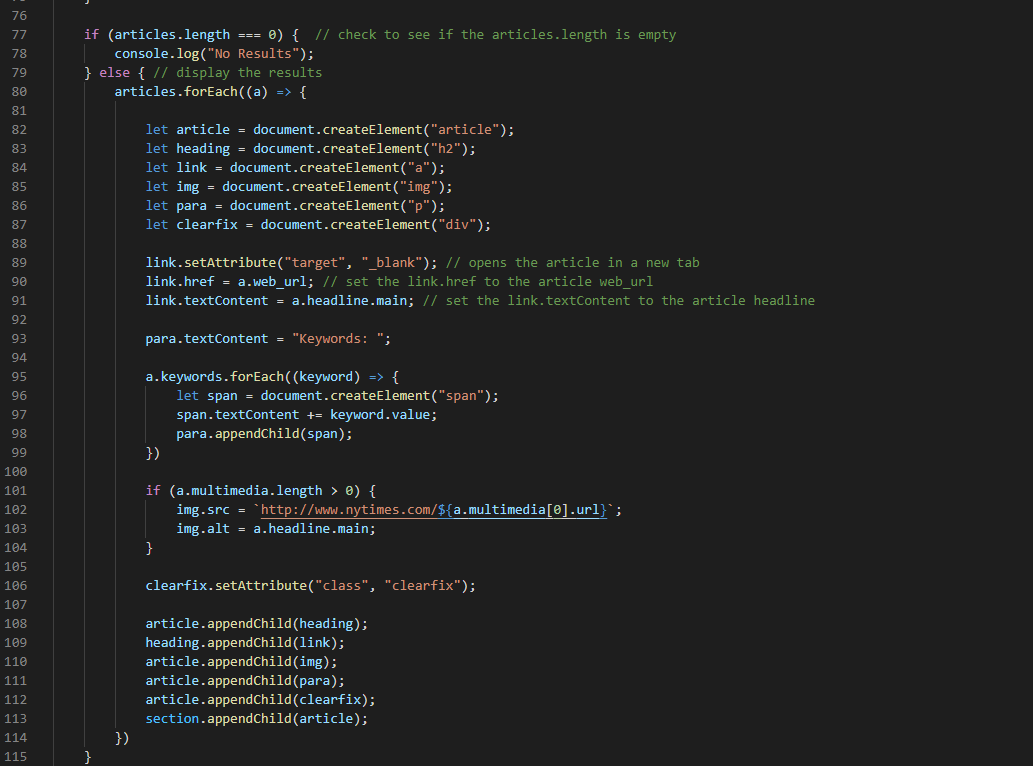 76
77 if (articles.length === 0) { // check to see if the articles.length is empty
78 console.log("No Results");
79 } else { // display the results
80 articles.forEach((a) => {
81
82 let article = document.createElement("article");
83 let heading = document.createElement("h2");
84 let link = document.createElement("a");
85 let img = document.createElement("img");
86 let para = document.createElement("p");
87 let clearfix = document.createElement("div");
88
89 link.setAttribute("target", "_blank"); // opens the article in a new tab
90 link.href = a.web_url; // set the link.href to the article web_url
91 link.textContent = a.headline.main; // set the link.textContent to the article headline
92
93 para.textContent = "Keywords: ";
94
95 a.keywords.forEach((keyword) => {
96 let span = document.createElement("span");
97 span.textContent += keyword.value;
98 para.appendChild(span);
99 })
100
101 if (a.multimedia.length > 0) {
102 img.src = `http://www.nytimes.com/${a.multimedia[0].url}`;
103 img.alt = a.headline.main;
104 }
105
106 clearfix.setAttribute("class", "clearfix");
107
108 article.appendChild(heading);
109 heading.appendChild(link);
110 article.appendChild(img);
111 article.appendChild(para);
112 article.appendChild(clearfix);
113 section.appendChild(article);
114 })
115 }